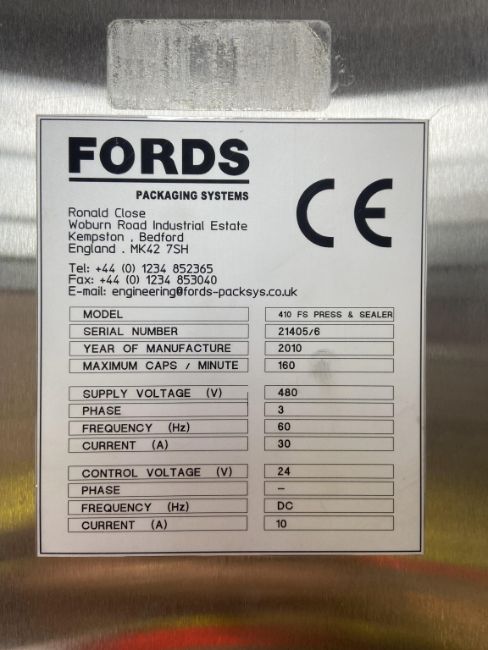 FORDS
PACKAGING SYSTEMS
CE
Ronald Close
Woburn Road Industrial Estate
Kempston , Bedford
England . MK42 7SH
Tel: +44 (0) 1234 852365
Fax: +44 (0) 1234 853040
E-mail: engineering@fords-packsys.co.uk
MODEL 410 FS PRESS & SEALER
SERIAL NUMBER 21405/6
YEAR OF MANUFACTURE 2010
MAXIMUM CAPS / MINUTE 160
SUPPLY VOLTAGE (V) 480
PHASE 3
FREQUENCY (Hz) 60
CURRENT (A) 30
CONTROL VOLTAGE (V) 24
PHASE –
FREQUENCY (Hz) DC
CURRENT (A) 10